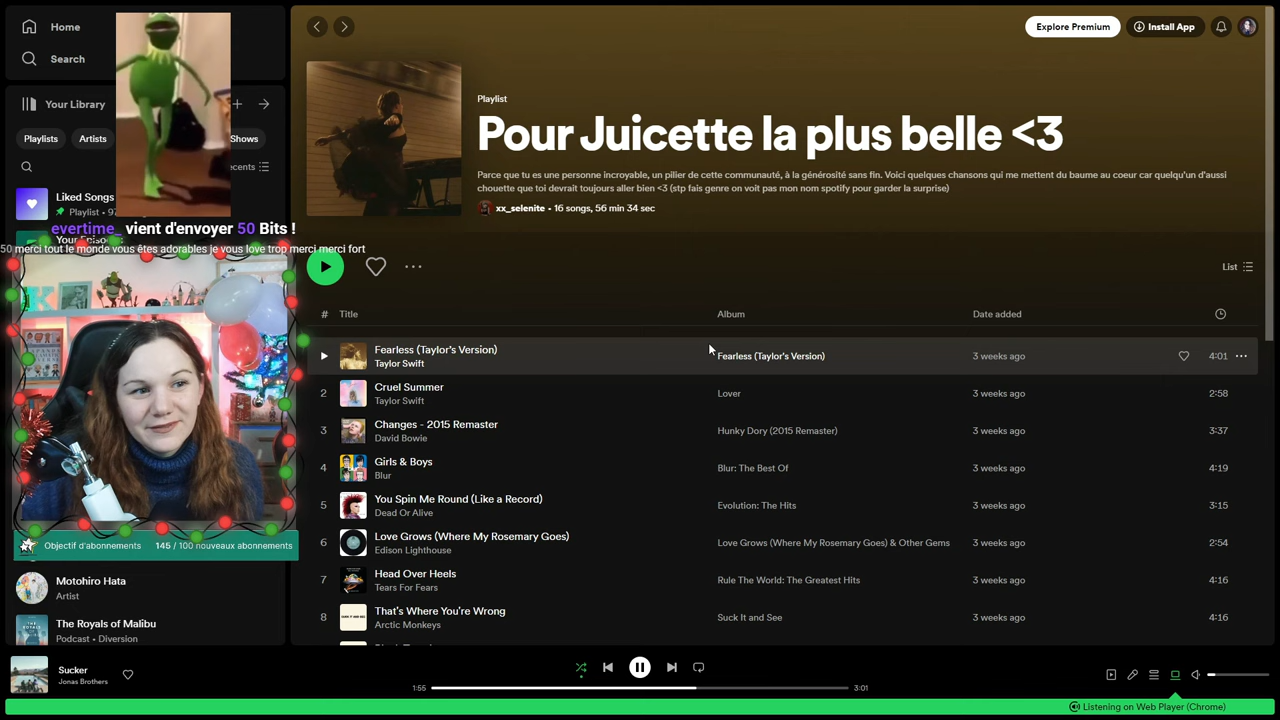 Home
Search
Your Library
Playlists
Artists
Shows
ecents
Liked Songs
Playlist • 97
evertime_ vient d'envoyer 50 Bits !
Your Episodes
50 merci tout le monde vous êtes adorables je vous love trop merci merci fort
Objectif d'abonnements 145 / 100 nouveaux abonnements
Motohiro Hata
Artist
The Royals of Malibu
Podcast • Diversion
Explore Premium
Install App
Playlist
Pour Juicette la plus belle <3
Parce que tu es une personne incroyable, un pilier de cette communauté, à la générosité sans fin. Voici quelques chansons qui me mettent du baume au coeur car quelqu'un d'aussi
chouette que toi devrait toujours aller bien <3 (stp fais genre on voit pas mon nom spotify pour garder la surprise)
xx_selenite • 16 songs, 56 min 34 sec
List
# Title Album Date added
Fearless (Taylor's Version)
Taylor Swift
Fearless (Taylor's Version) 3 weeks ago 4:01
2 Cruel Summer
Taylor Swift
Lover 3 weeks ago 2:58
3 Changes - 2015 Remaster
David Bowie
Hunky Dory (2015 Remaster) 3 weeks ago 3:37
4 Girls & Boys
Blur
Blur: The Best Of 3 weeks ago 4:19
5 You Spin Me Round (Like a Record)
Dead Or Alive
Evolution: The Hits 3 weeks ago 3:15
6 Love Grows (Where My Rosemary Goes)
Edison Lighthouse
Love Grows (Where My Rosemary Goes) & Other Gems 3 weeks ago 2:54
7 Head Over Heels
Tears For Fears
Rule The World: The Greatest Hits 3 weeks ago 4:16
8 That's Where You're Wrong
Arctic Monkeys
Suck It and See 3 weeks ago 4:16
Sucker
Jonas Brothers
1:55
3:01
Listening on Web Player (Chrome)